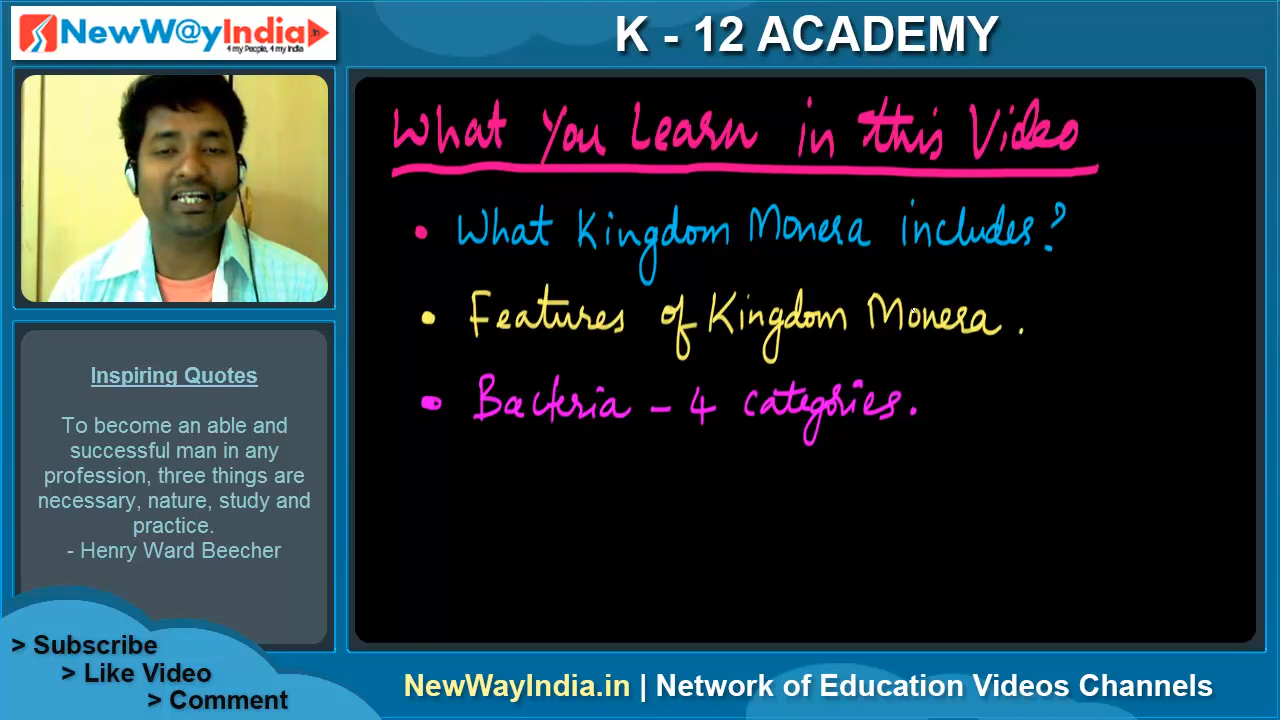 NewW@yIndia.in
4 my People, 4 my India
K - 12 ACADEMY
What You Learn in this Video
• What Kingdom Monera includes?
• Features of Kingdom Monera.
• Bacteria - 4 categories.
Inspiring Quotes
To become an able and
successful man in any
profession, three things are
necessary, nature, study and
practice.
- Henry Ward Beecher
> Subscribe
> Like Video
> Comment
NewWayIndia.in | Network of Education Videos Channels